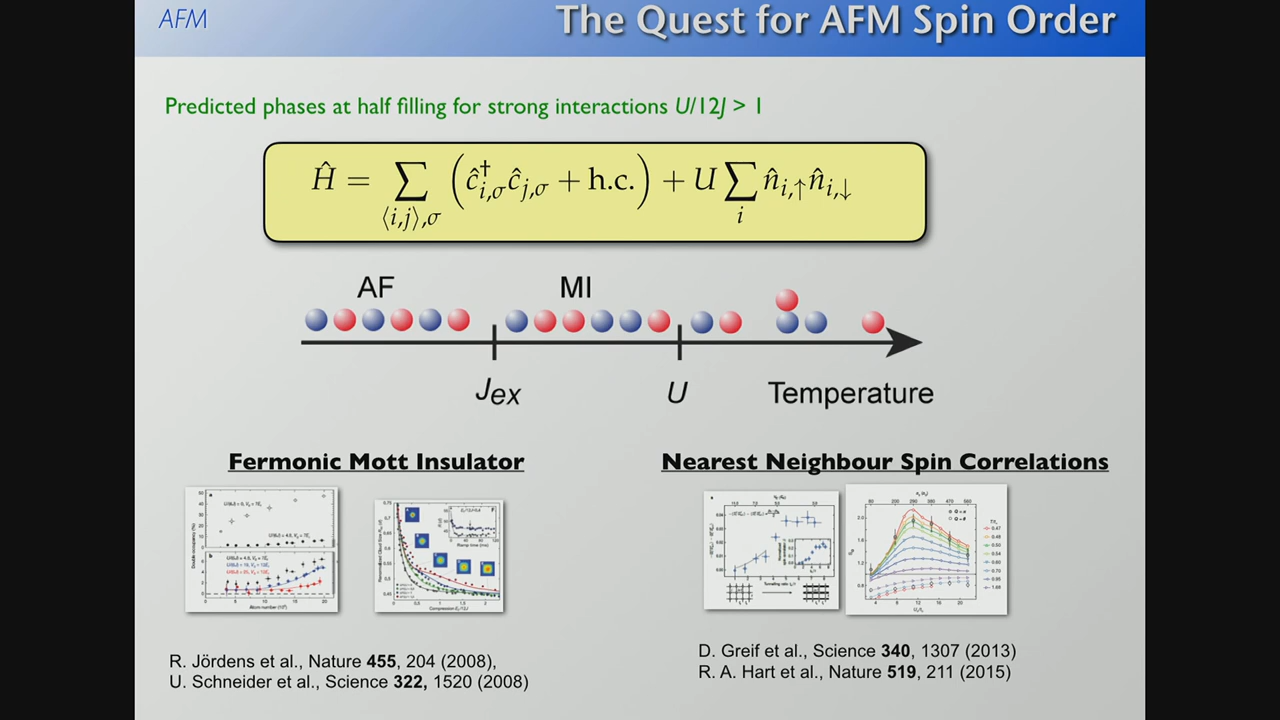 AFM
The Quest for AFM Spin Order
Predicted phases at half filling for strong interactions U/12J > 1
Ĥ = ∑⟨i,j⟩,σ (ĉ†i,σ ĉj,σ + h.c.) + U ∑i n̂i,↑ n̂i,↓
AF
MI
Jex
U
Temperature
Fermonic Mott Insulator
Nearest Neighbour Spin Correlations
R. Jördens et al., Nature 455, 204 (2008),
U. Schneider et al., Science 322, 1520 (2008)
D. Greif et al., Science 340, 1307 (2013)
R. A. Hart et al., Nature 519, 211 (2015)